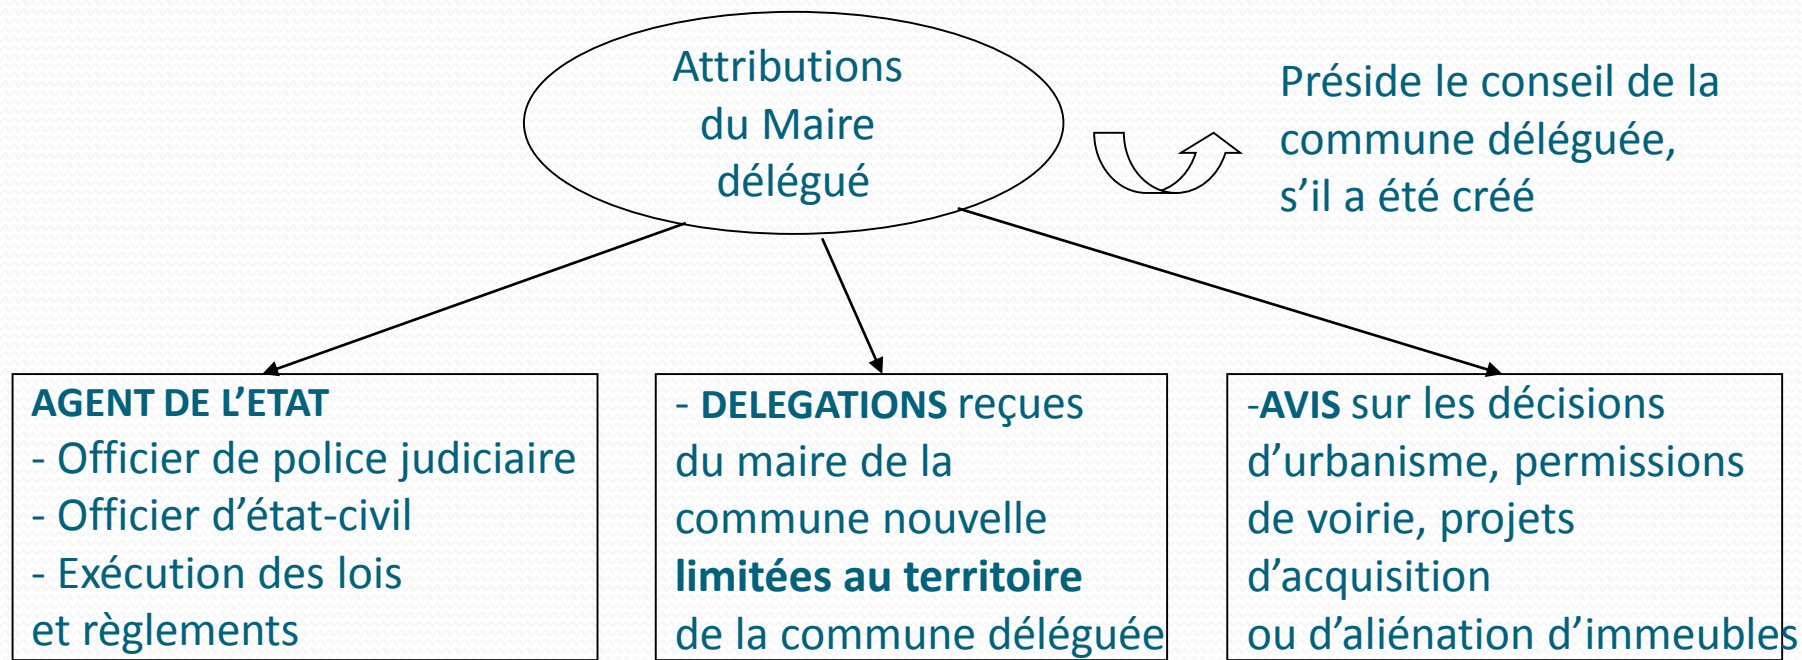 Attributions
du Maire
délégué
Préside le conseil de la
commune déléguée,
s'il a été créé
AGENT DE L'ETAT
- Officier de police judiciaire
- Officier d'état-civil
- Exécution des lois
et règlements
- DELEGATIONS reçues
du maire de la
commune nouvelle
limitées au territoire
de la commune déléguée
-AVIS sur les décisions
d'urbanisme, permissions
de voirie, projets
d'acquisition
ou d'aliénation d'immeubles